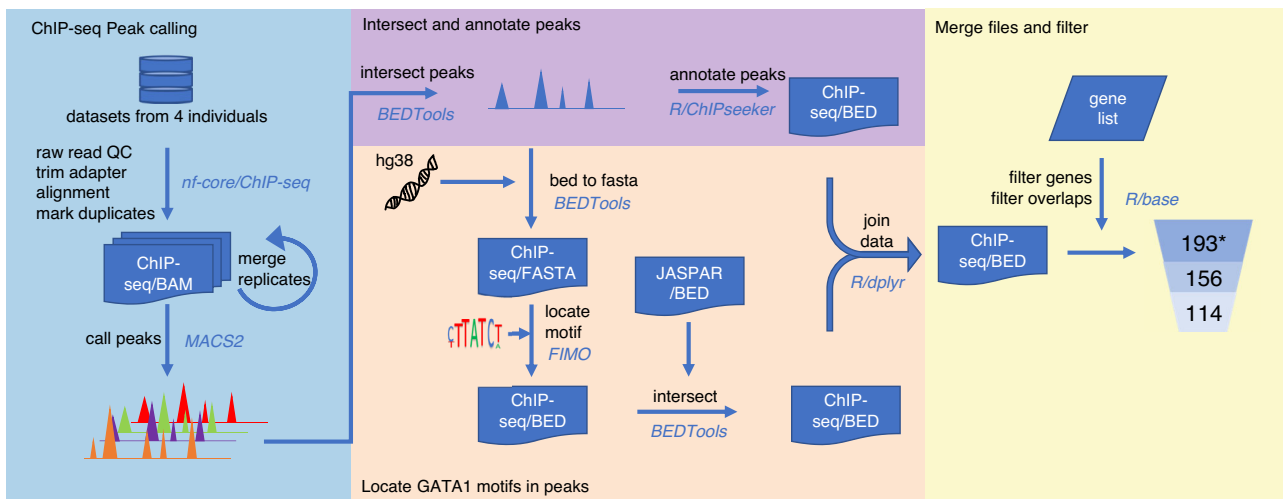 ChIP-seq Peak calling
datasets from 4 individuals
raw read QC
trim adapter
alignment
mark duplicates
nf-core/ChIP-seq
ChIP-
seq/BAM
merge
replicates
call peaks
MACS2
Intersect and annotate peaks
intersect peaks
BEDTools
annotate peaks
R/ChIPseeker
ChIP-
seq/BED
hg38
bed to fasta
BEDTools
ChIP-
seq/FASTA
JASPAR
/BED
CTTATCT
locate
motif
FIMO
ChIP-
seq/BED
intersect
BEDTools
ChIP-
seq/BED
Locate GATA1 motifs in peaks
join
data
R/dplyr
Merge files and filter
gene
list
filter genes
filter overlaps
R/base
ChIP-
seq/BED
193*
156
114